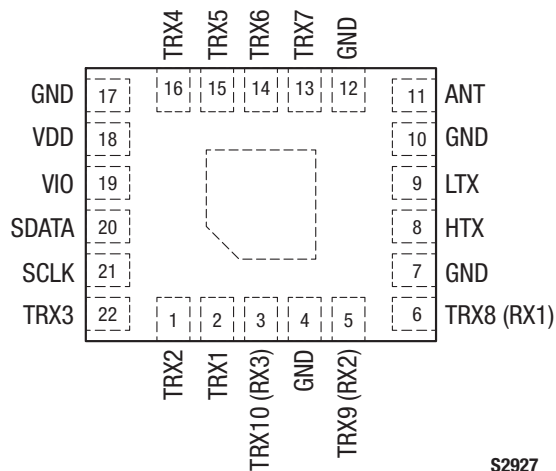 TRX4
TRX5
TRX6
TRX7
GND
16
15
14
13
12
GND 17
11 ANT
VDD 18
10 GND
VIO 19
9 LTX
SDATA 20
8 HTX
SCLK 21
7 GND
TRX3 22
6 TRX8 (RX1)
1
2
3
4
5
TRX2
TRX1
TRX10 (RX3)
GND
TRX9 (RX2)
S2927